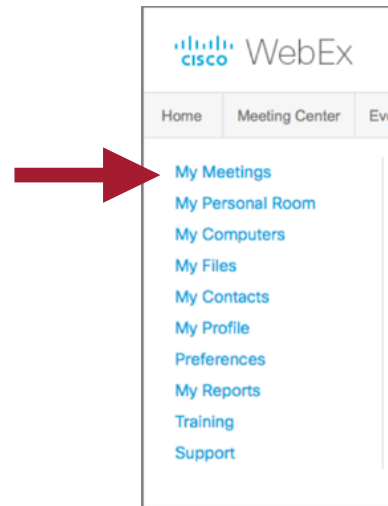 CISCO WebEx
Home Meeting Center
My Meetings
My Personal Room
My Computers
My Files
My Contacts
My Profile
Preferences
My Reports
Training
Support